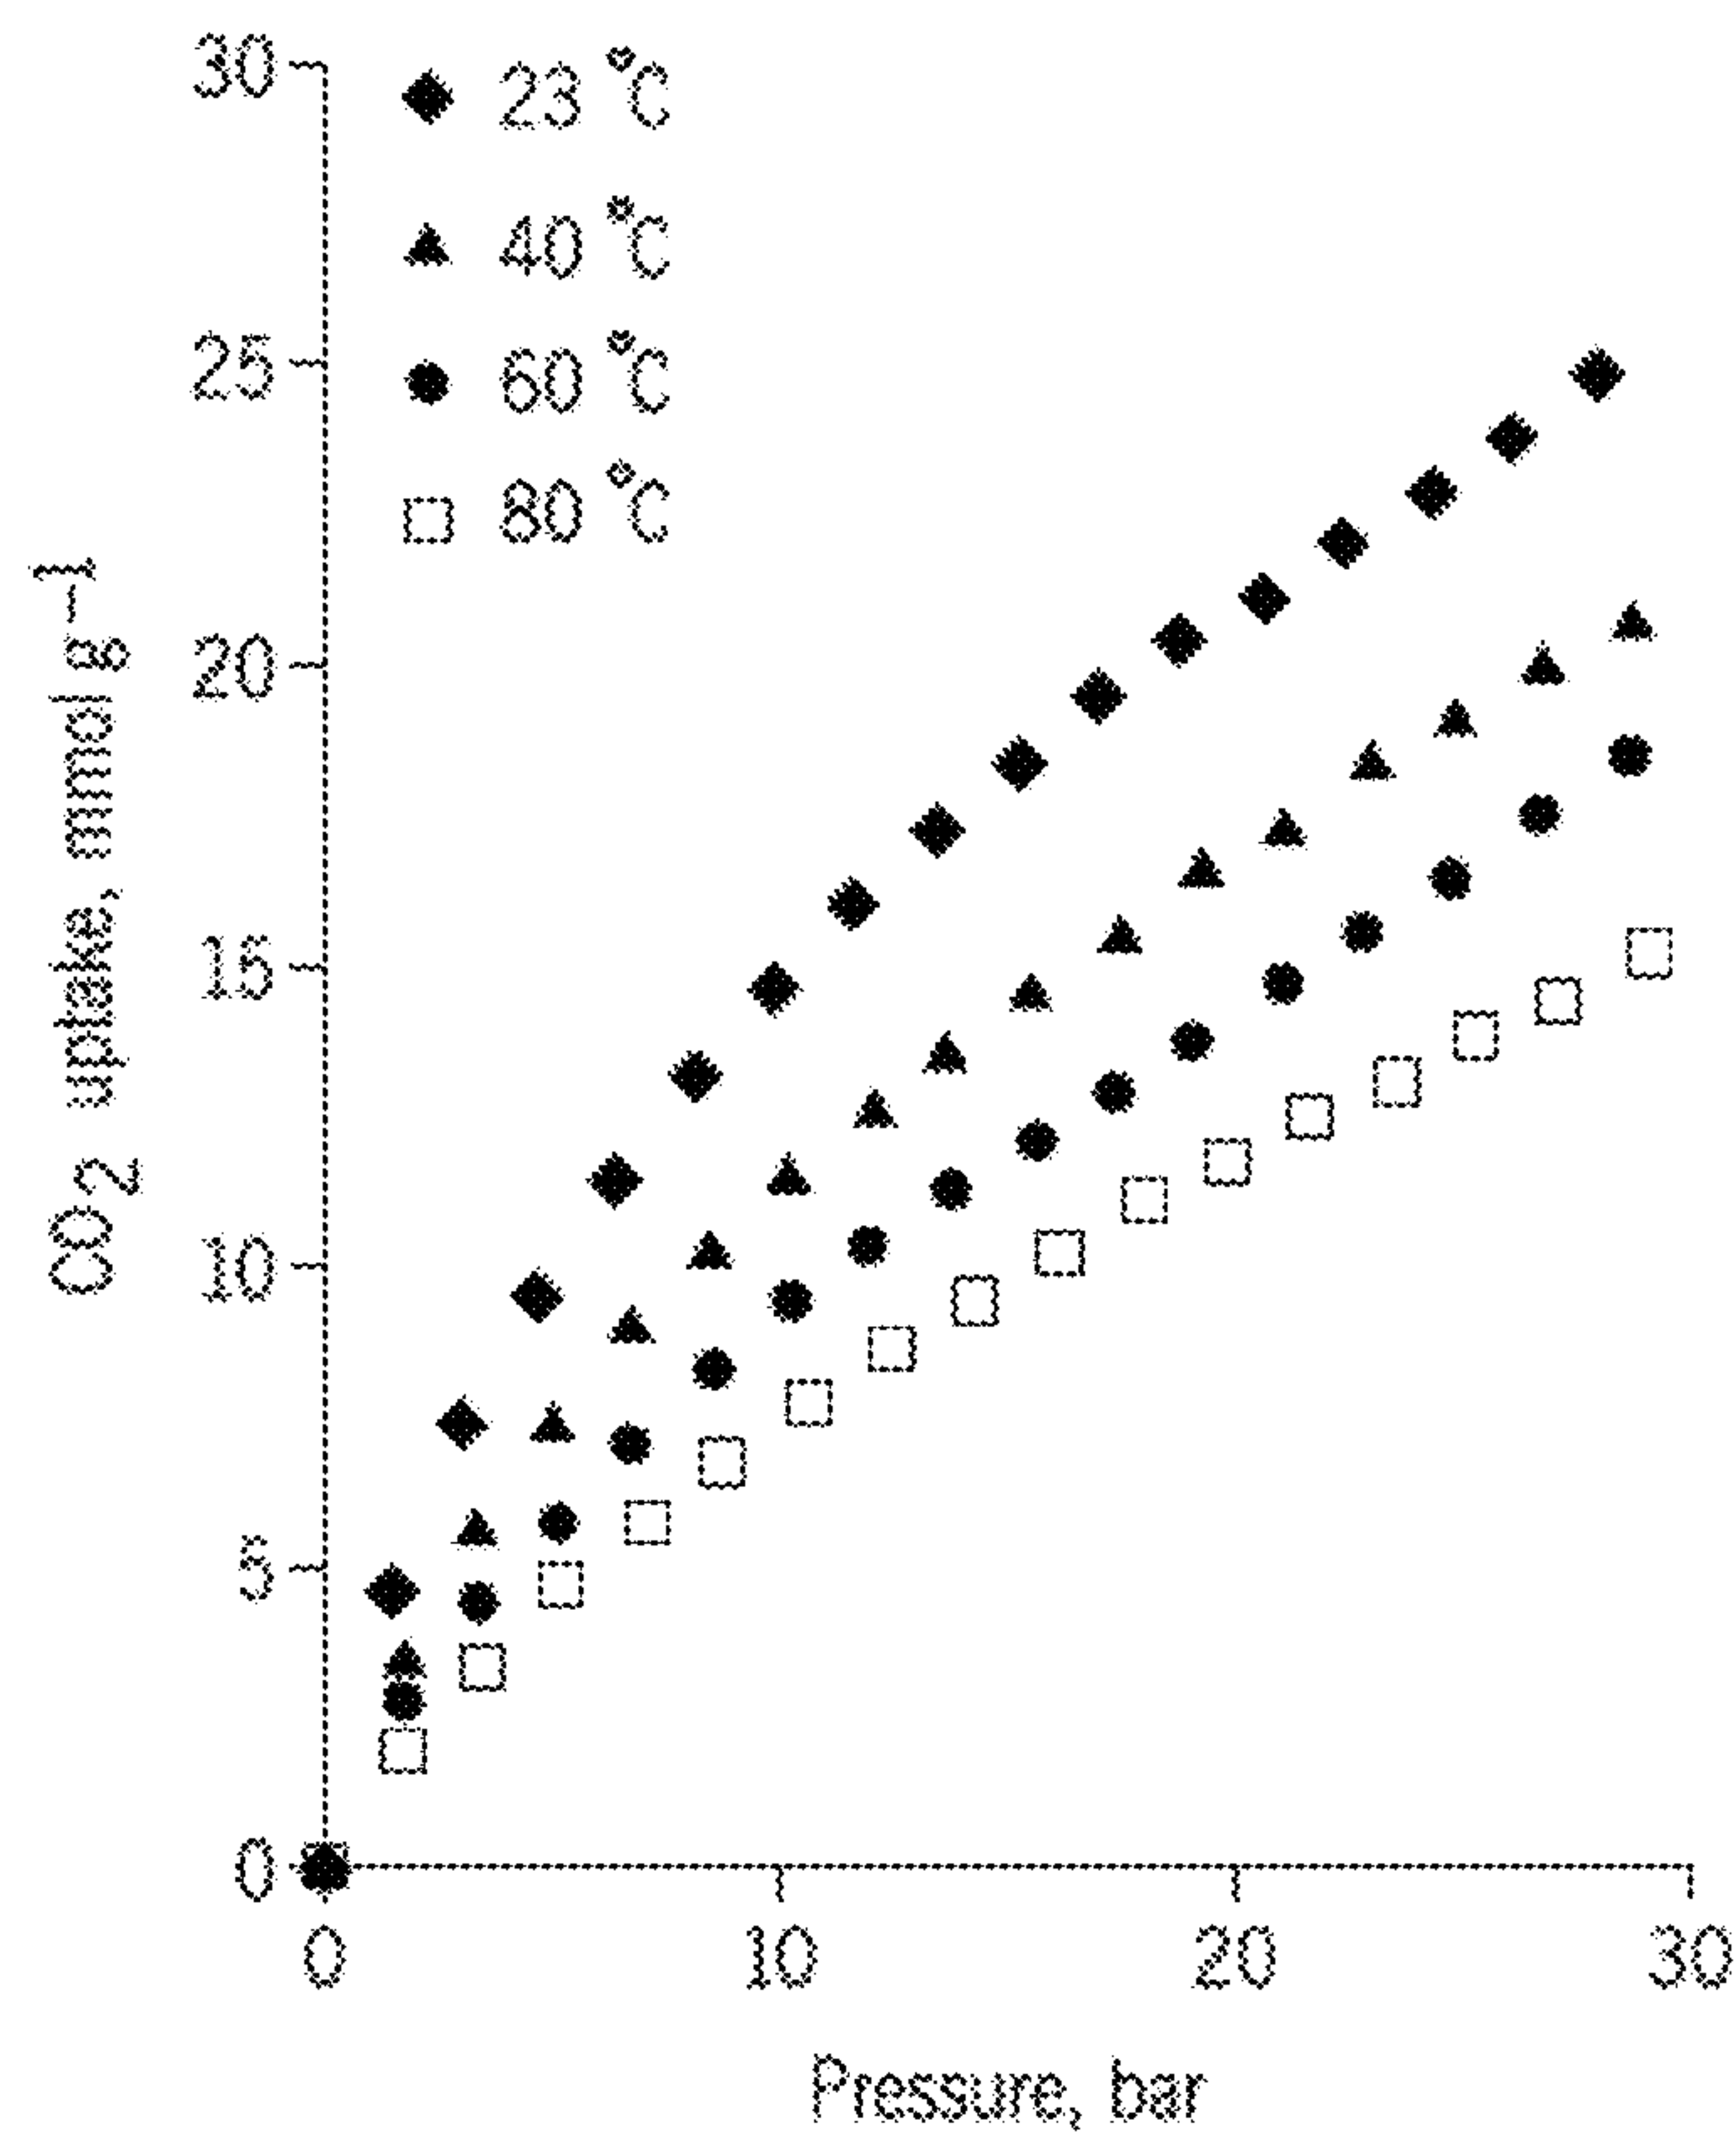 30
25
20
15
10
5
0
23 °C
40 °C
60 °C
80 °C
CO2 uptake, mmol g–1
0 10 20 30
Pressure, bar